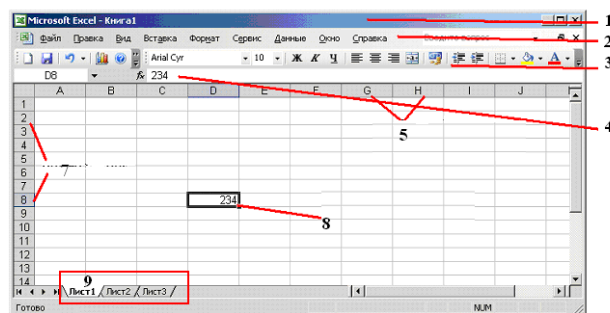 Microsoft Excel - Книга1 1
Файл Правка Вид Вставка Формат Сервис Данные Окно Справка Введите вопрос 2
Arial Cyr 10 Ж К Ч 3
D8 fx 234
A B C D E F G H I J
1
2
3 4
4 5
5
6 7
7
8 234
9 8
10
11
12
13
14 9
Лист1 Лист2 Лист3
Готово NUM